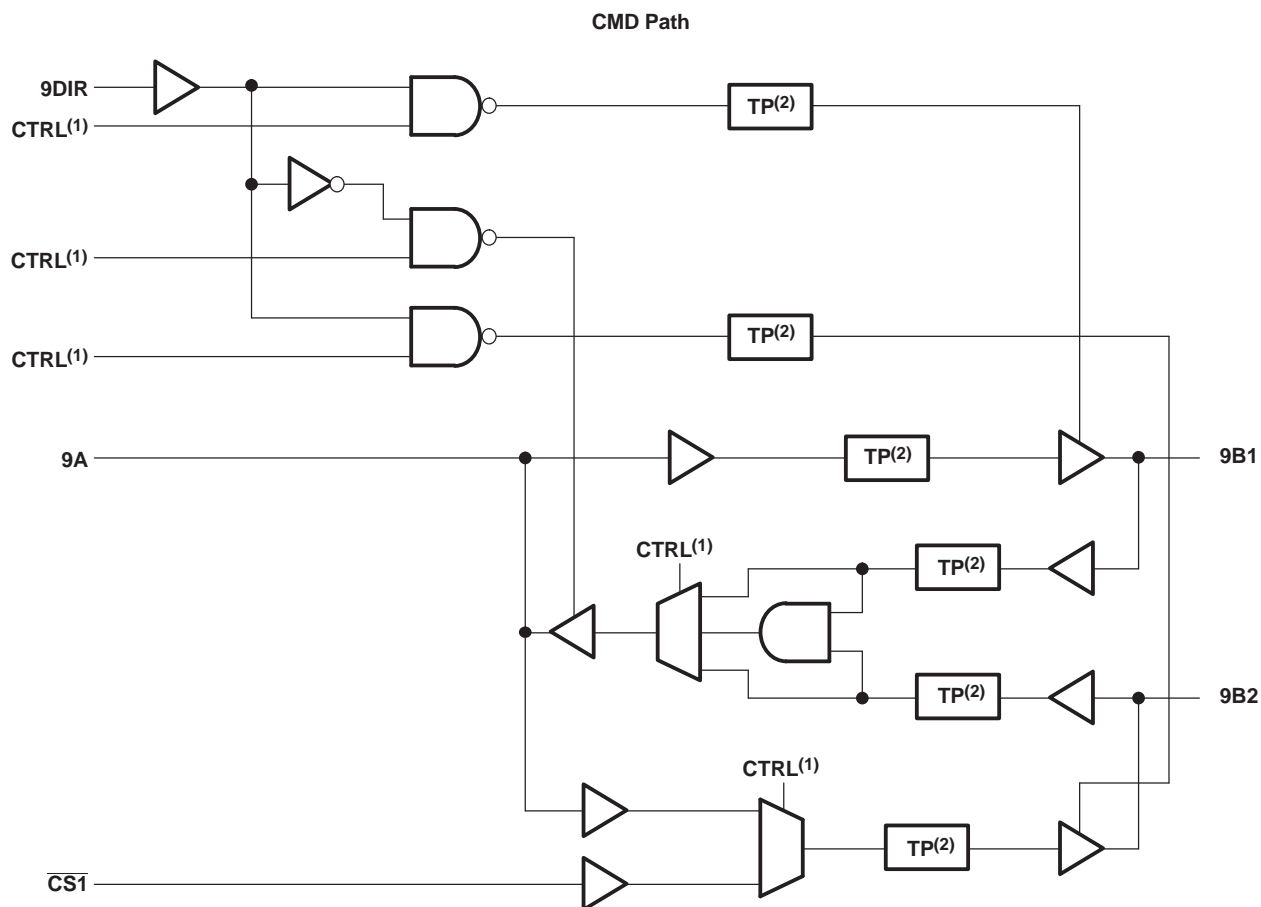 CMD Path
9DIR
TP(2)
CTRL(1)
CTRL(1)
TP(2)
CTRL(1)
9A
TP(2)
9B1
CTRL(1)
TP(2)
TP(2)
9B2
CTRL(1)
TP(2)
CS1